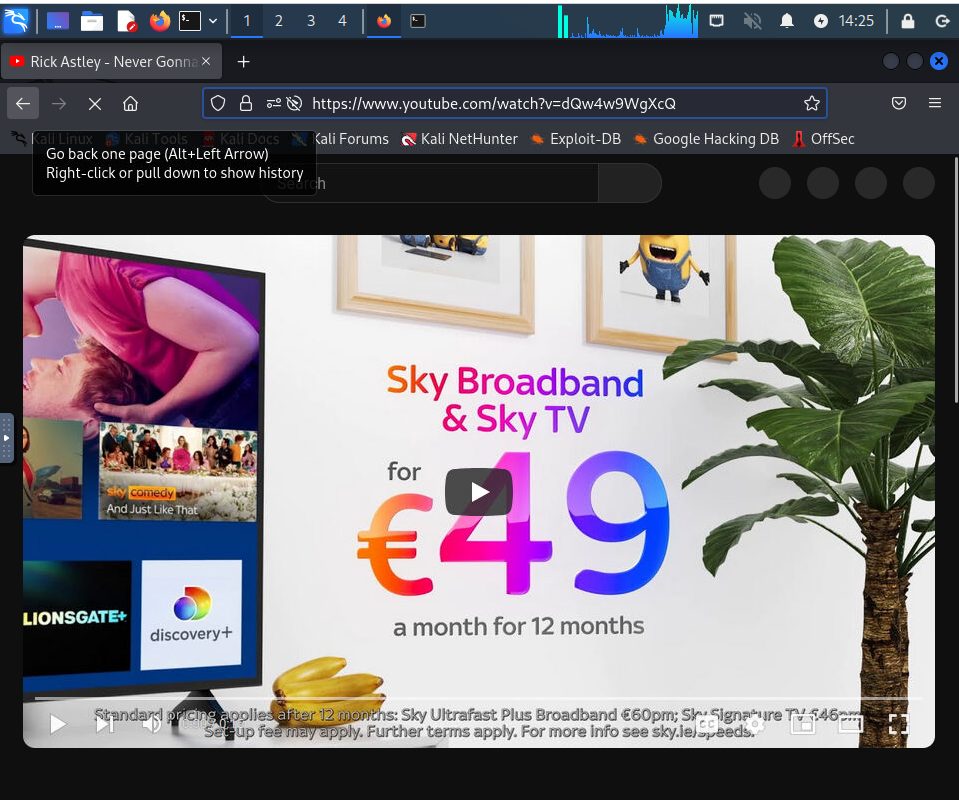 1 2 3 4 14:25
Rick Astley - Never Gonna
https://www.youtube.com/watch?v=dQw4w9WgXcQ
Kali Linux Kali Tools Kali Docs Kali Forums Kali NetHunter Exploit-DB Google Hacking DB OffSec
Go back one page (Alt+Left Arrow)
Right-click or pull down to show history
Search
Sky Broadband
& Sky TV
for
€49
a month for 12 months
sky comedy
And Just Like That
LIONSGATE+
discovery+
Standard pricing applies after 12 months: Sky Ultrafast Plus Broadband €60pm; Sky Signature TV €46pm.
Set-up fee may apply. Further terms apply. For more info see sky.ie/speeds.